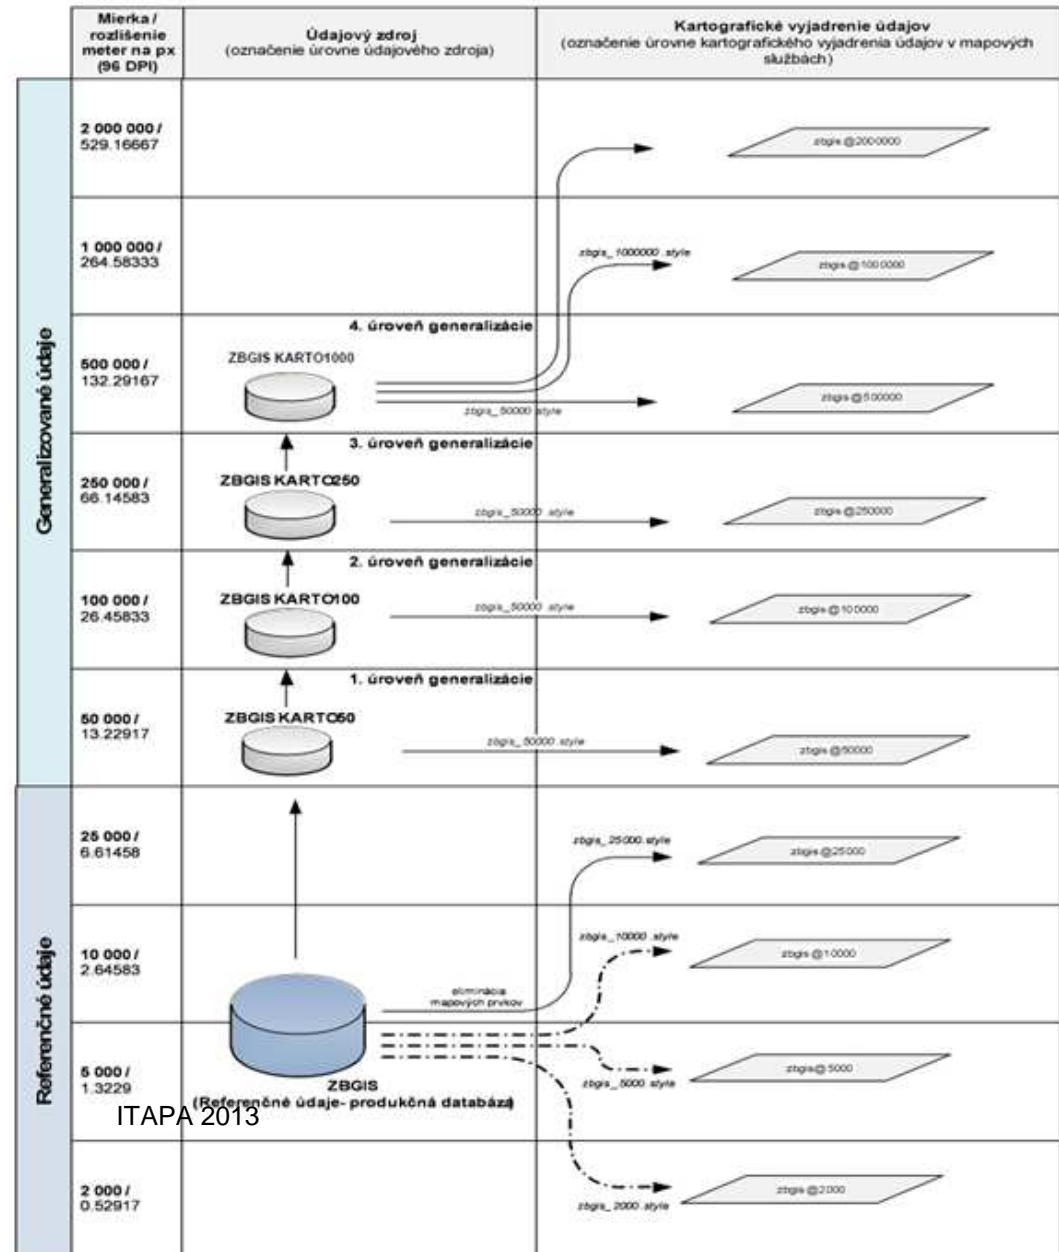 Mierka /
rozlíšenie
meter na px
(96 DPI)
Údajový zdroj
(označenie úrovne údajového zdroja)
Kartografické vyjadrenie údajov
(označenie úrovne kartografického vyjadrenia údajov v mapových
službách)
Generalizované údaje
2 000 000 /
529.16667
zbgis@2000000
1 000 000 /
264.58333
zbgis_1000000.style
zbgis@1000000
4. úroveň generalizácie
500 000 /
132.29167
ZBGIS KARTO1000
zbgis_50000.style
zbgis@500000
3. úroveň generalizácie
250 000 /
66.14583
ZBGIS KARTO250
zbgis_50000.style
zbgis@250000
2. úroveň generalizácie
100 000 /
26.45833
ZBGIS KARTO100
zbgis_50000.style
zbgis@100000
1. úroveň generalizácie
50 000 /
13.22917
ZBGIS KARTO50
zbgis_50000.style
zbgis@50000
Referenčné údaje
25 000 /
6.61458
zbgis_25000.style
zbgis@25000
10 000 /
2.64583
zbgis_10000.style
zbgis@10000
eliminácia
mapových prvkov
5 000 /
1.3229
zbgis_5000.style
zbgis@5000
ZBGIS
(Referenčné údaje- produkčná databáza)
ITAPA 2013
2 000 /
0.52917
zbgis_2000.style
zbgis@2000